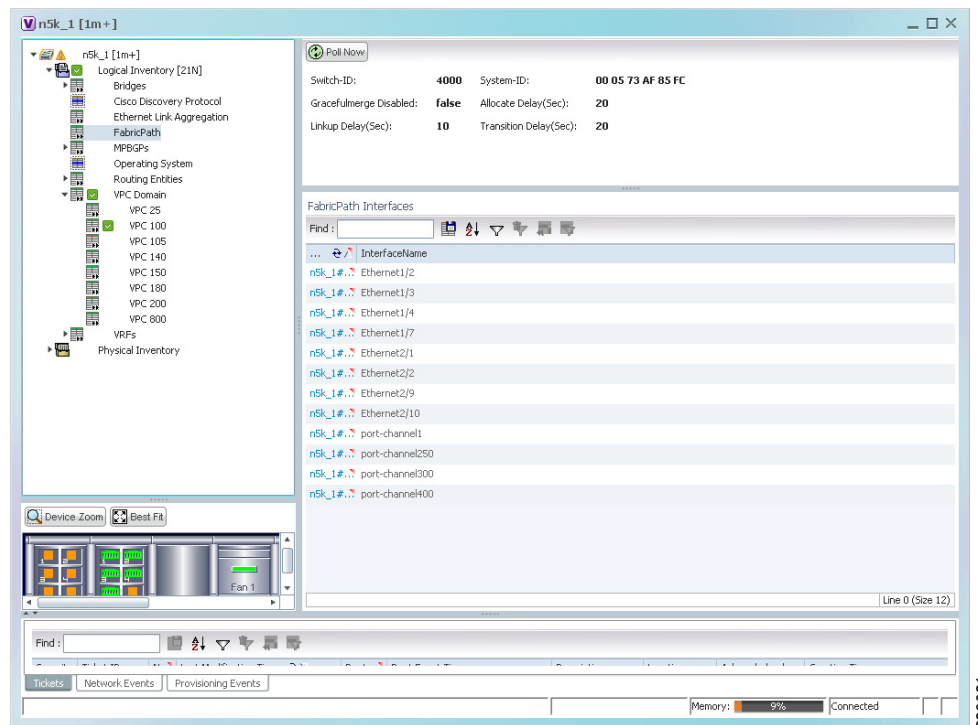 n5k_1 [1m+]
n5k_1 [1m+]
Logical Inventory [21N]
Bridges
Cisco Discovery Protocol
Ethernet Link Aggregation
FabricPath
MPBGPs
Operating System
Routing Entities
VPC Domain
VPC 25
VPC 100
VPC 105
VPC 140
VPC 150
VPC 180
VPC 200
VPC 800
VRFs
Physical Inventory
Poll Now
Switch-ID: 4000 System-ID: 00 05 73 AF 85 FC
Gracefulmerge Disabled: false Allocate Delay(Sec): 20
Linkup Delay(Sec): 10 Transition Delay(Sec): 20
FabricPath Interfaces
Find :
... InterfaceName
n5k_1#.. Ethernet1/2
n5k_1#.. Ethernet1/3
n5k_1#.. Ethernet1/4
n5k_1#.. Ethernet1/7
n5k_1#.. Ethernet2/1
n5k_1#.. Ethernet2/2
n5k_1#.. Ethernet2/9
n5k_1#.. Ethernet2/10
n5k_1#.. port-channel1
n5k_1#.. port-channel250
n5k_1#.. port-channel300
n5k_1#.. port-channel400
Line 0 (Size 12)
Device Zoom Best Fit
Fan 1
Find :
Tickets Network Events Provisioning Events
Memory: 9% Connected